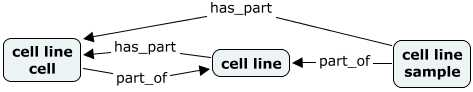 has_part
cell line
cell
has_part
part_of
cell line
part_of
cell line
sample